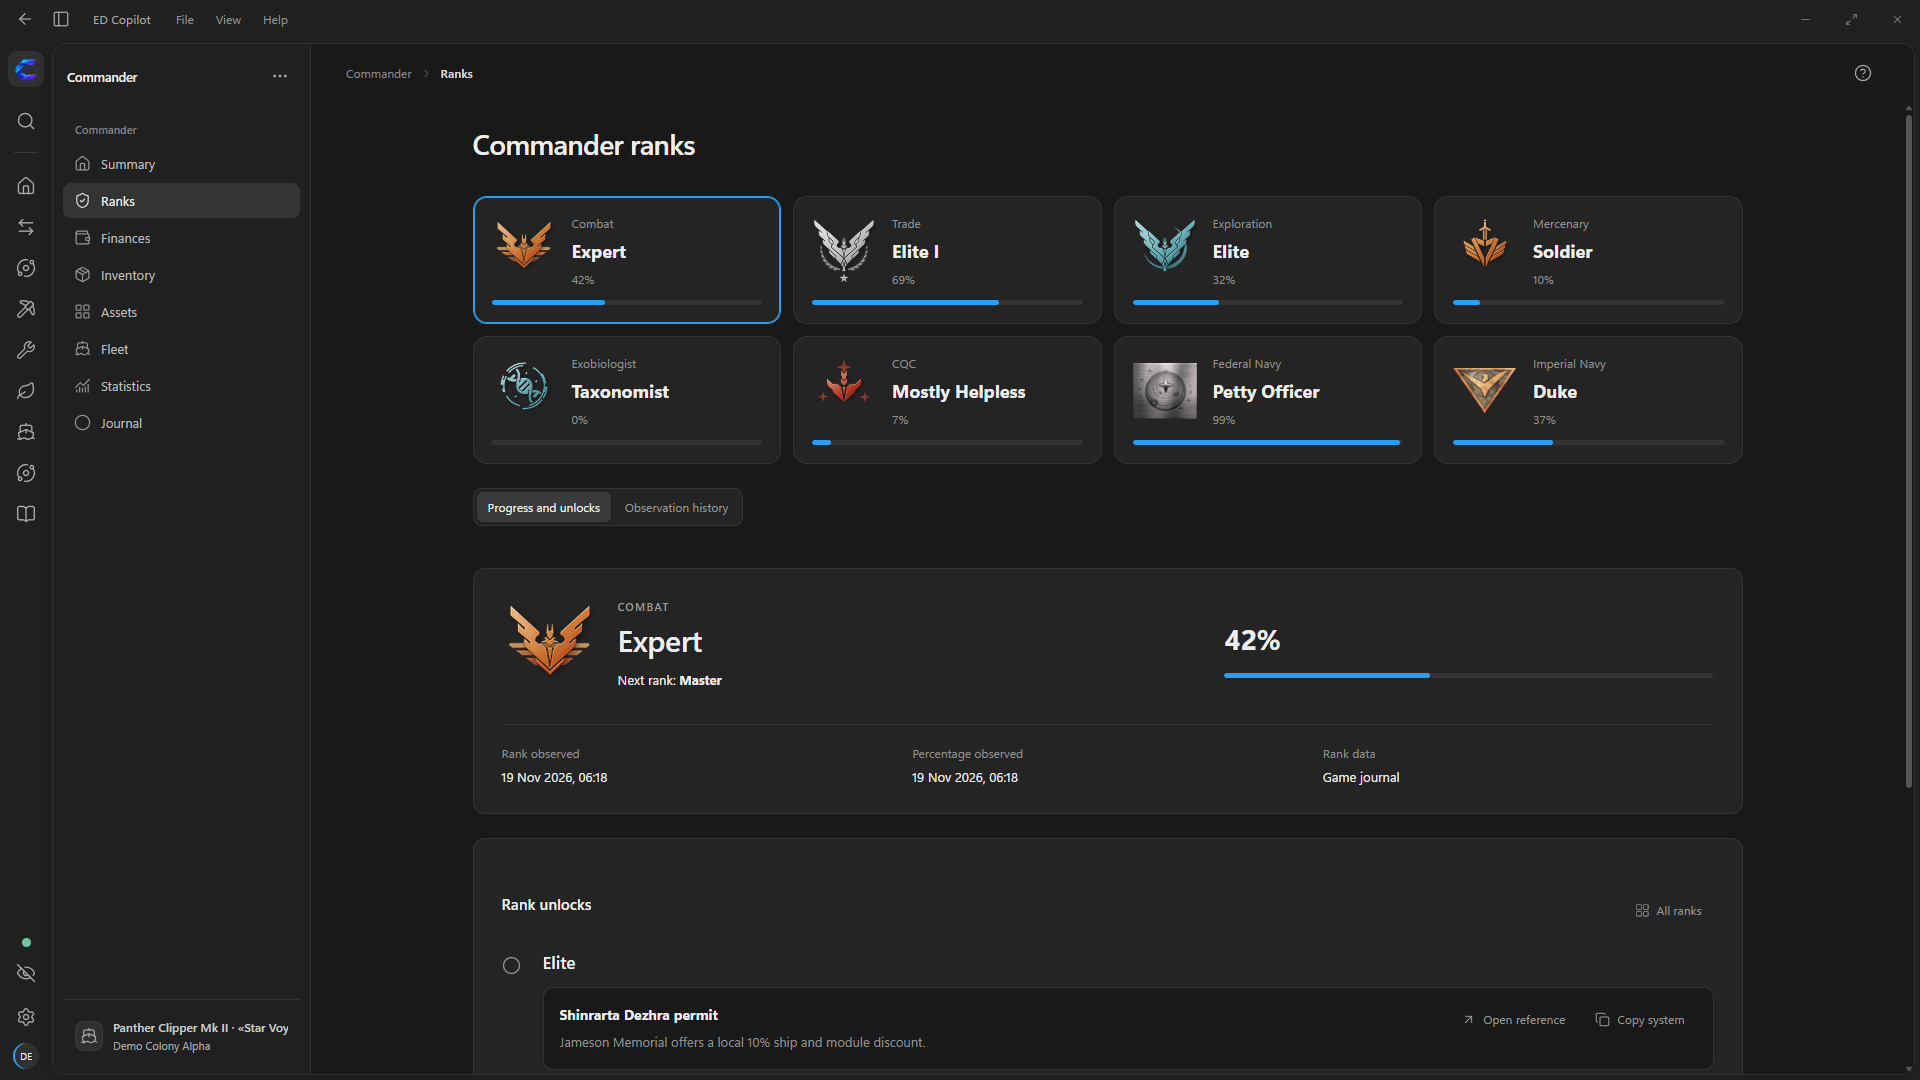 ED Copilot File View Help
Commander
Commander
Summary
Ranks
Finances
Inventory
Assets
Fleet
Statistics
Journal
Panther Clipper Mk II · «Star Voy
Demo Colony Alpha
DE
Commander Ranks
Commander ranks
Combat
Expert
42%
Trade
Elite I
69%
Exploration
Elite
32%
Mercenary
Soldier
10%
Exobiologist
Taxonomist
0%
CQC
Mostly Helpless
7%
Federal Navy
Petty Officer
99%
Imperial Navy
Duke
37%
Progress and unlocks Observation history
COMBAT
Expert
Next rank: Master
42%
Rank observed
19 Nov 2026, 06:18
Percentage observed
19 Nov 2026, 06:18
Rank data
Game journal
Rank unlocks
All ranks
Elite
Shinrarta Dezhra permit
Jameson Memorial offers a local 10% ship and module discount.
Open reference
Copy system